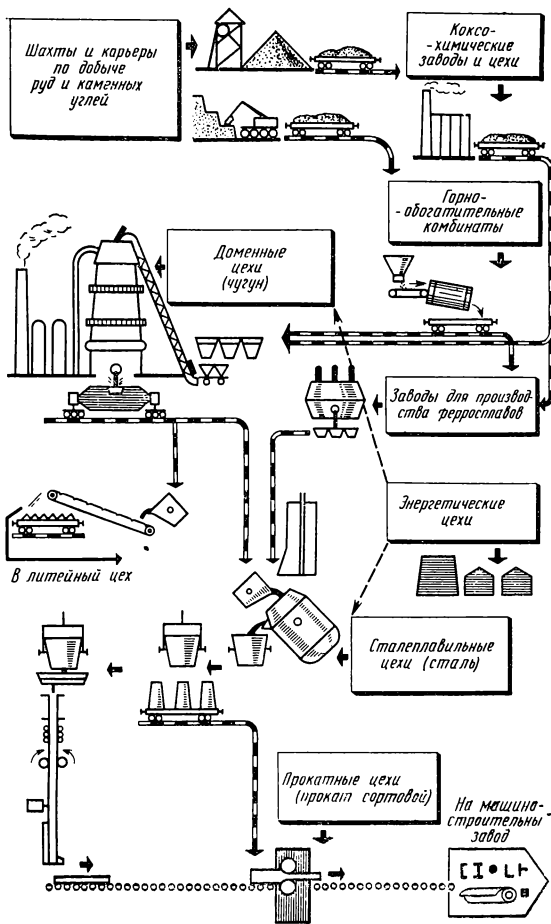 Шахты и карьеры
по добыче
руд и каменных
углей
Коксо-
-химические
заводы и цехи
Горно-
-обогатительные
комбинаты
Доменные
цехи
(чугун)
Заводы для производ-
ства ферросплавов
Энергетические
цехи
В литейный цех
Сталеплавильные
цехи (сталь)
Прокатные цехи
(прокат сортовой)
На машино-
строительный
завод